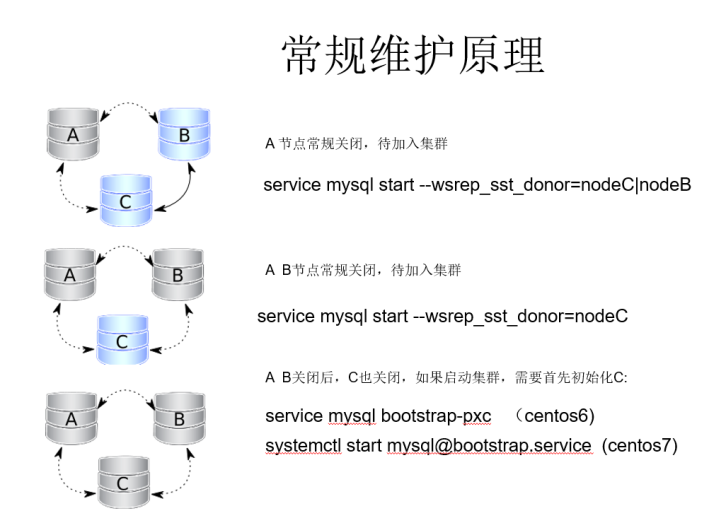 常规维护原理
A
B
C
A 节点常规关闭，待加入集群
service mysql start --wsrep_sst_donor=nodeC|nodeB
A
B
C
A B节点常规关闭，待加入集群
service mysql start --wsrep_sst_donor=nodeC
A
B
C
A B关闭后，C也关闭，如果启动集群，需要首先初始化C:
service mysql bootstrap-pxc （centos6)
systemctl start mysql@bootstrap.service (centos7)